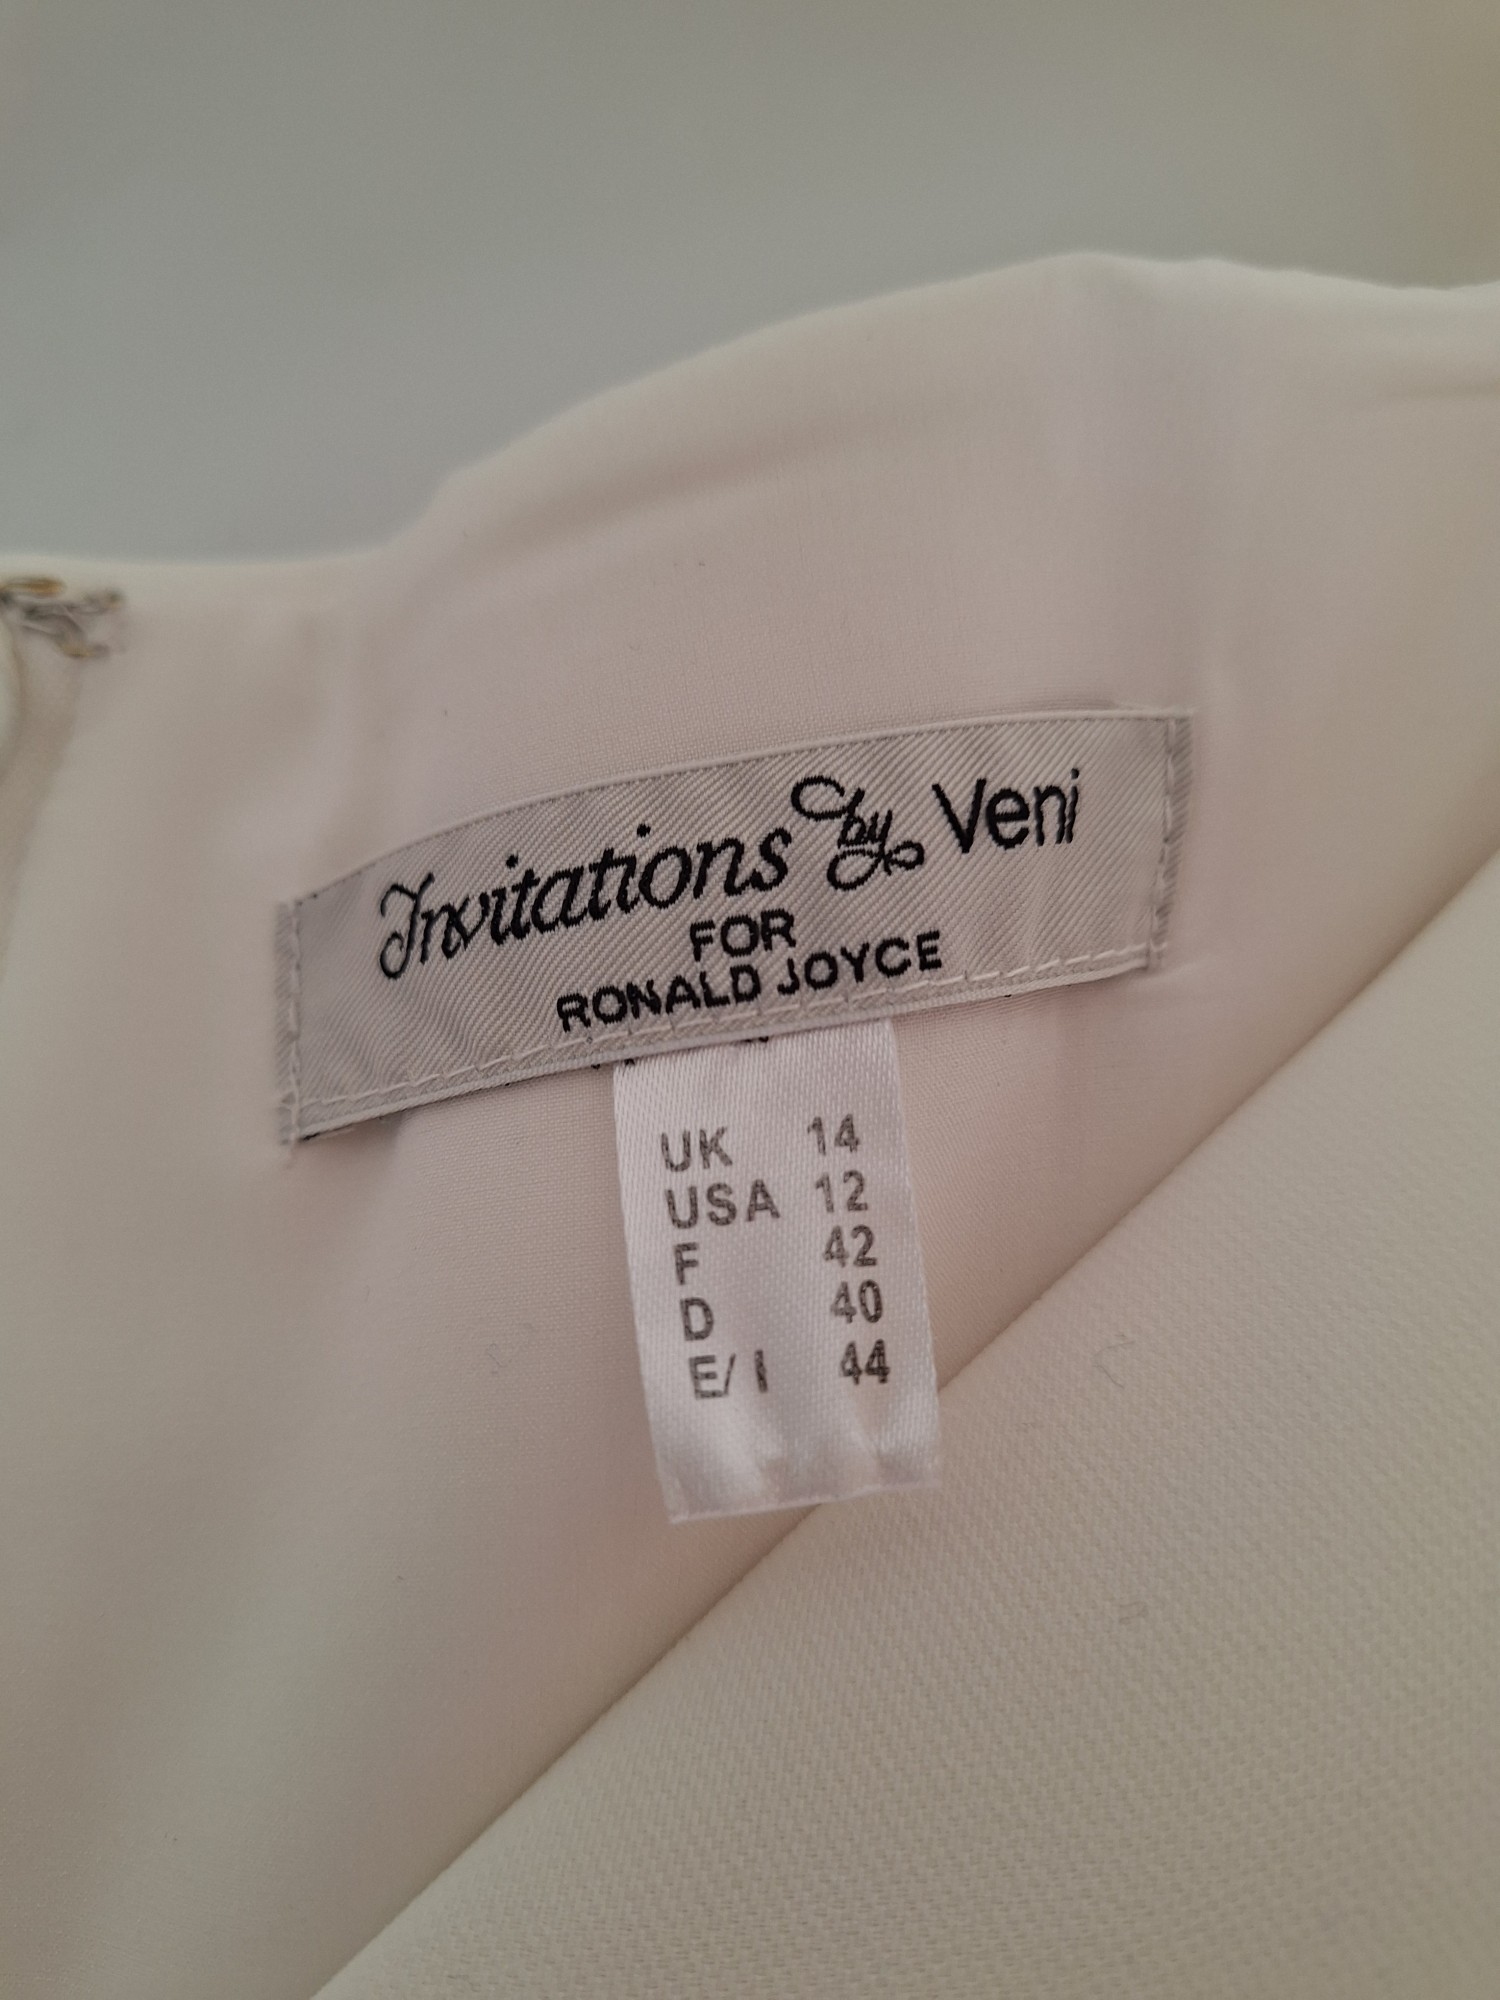 Invitations by Veni
FOR
RONALD JOYCE
UK 14
USA 12
F 42
D 40
E/I 44